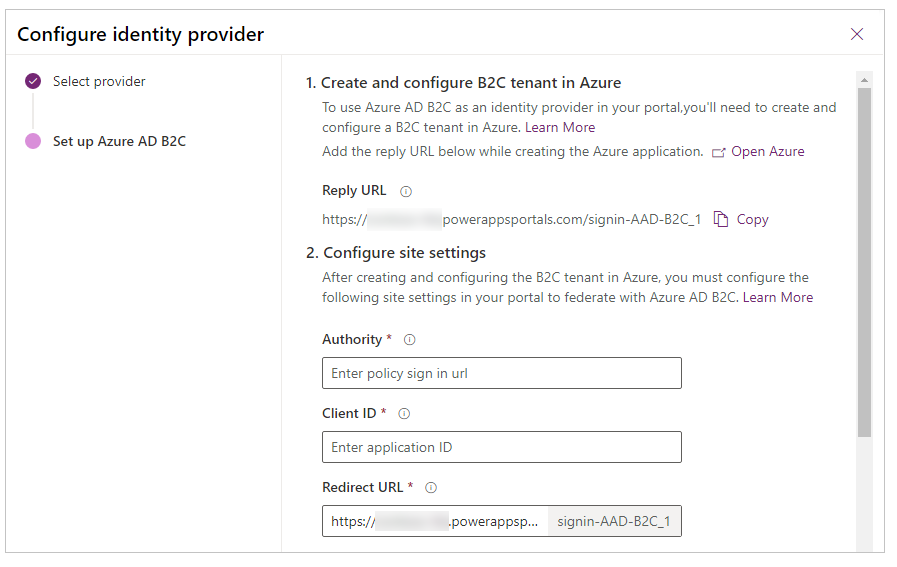 Configure identity provider
Select provider
Set up Azure AD B2C
1. Create and configure B2C tenant in Azure
To use Azure AD B2C as an identity provider in your portal,you'll need to create and
configure a B2C tenant in Azure. Learn More
Add the reply URL below while creating the Azure application. Open Azure
Reply URL
https:// powerappsportals.com/signin-AAD-B2C_1 Copy
2. Configure site settings
After creating and configuring the B2C tenant in Azure, you must configure the
following site settings in your portal to federate with Azure AD B2C. Learn More
Authority *
Enter policy sign in url
Client ID *
Enter application ID
Redirect URL *
https:// .powerappsp... signin-AAD-B2C_1